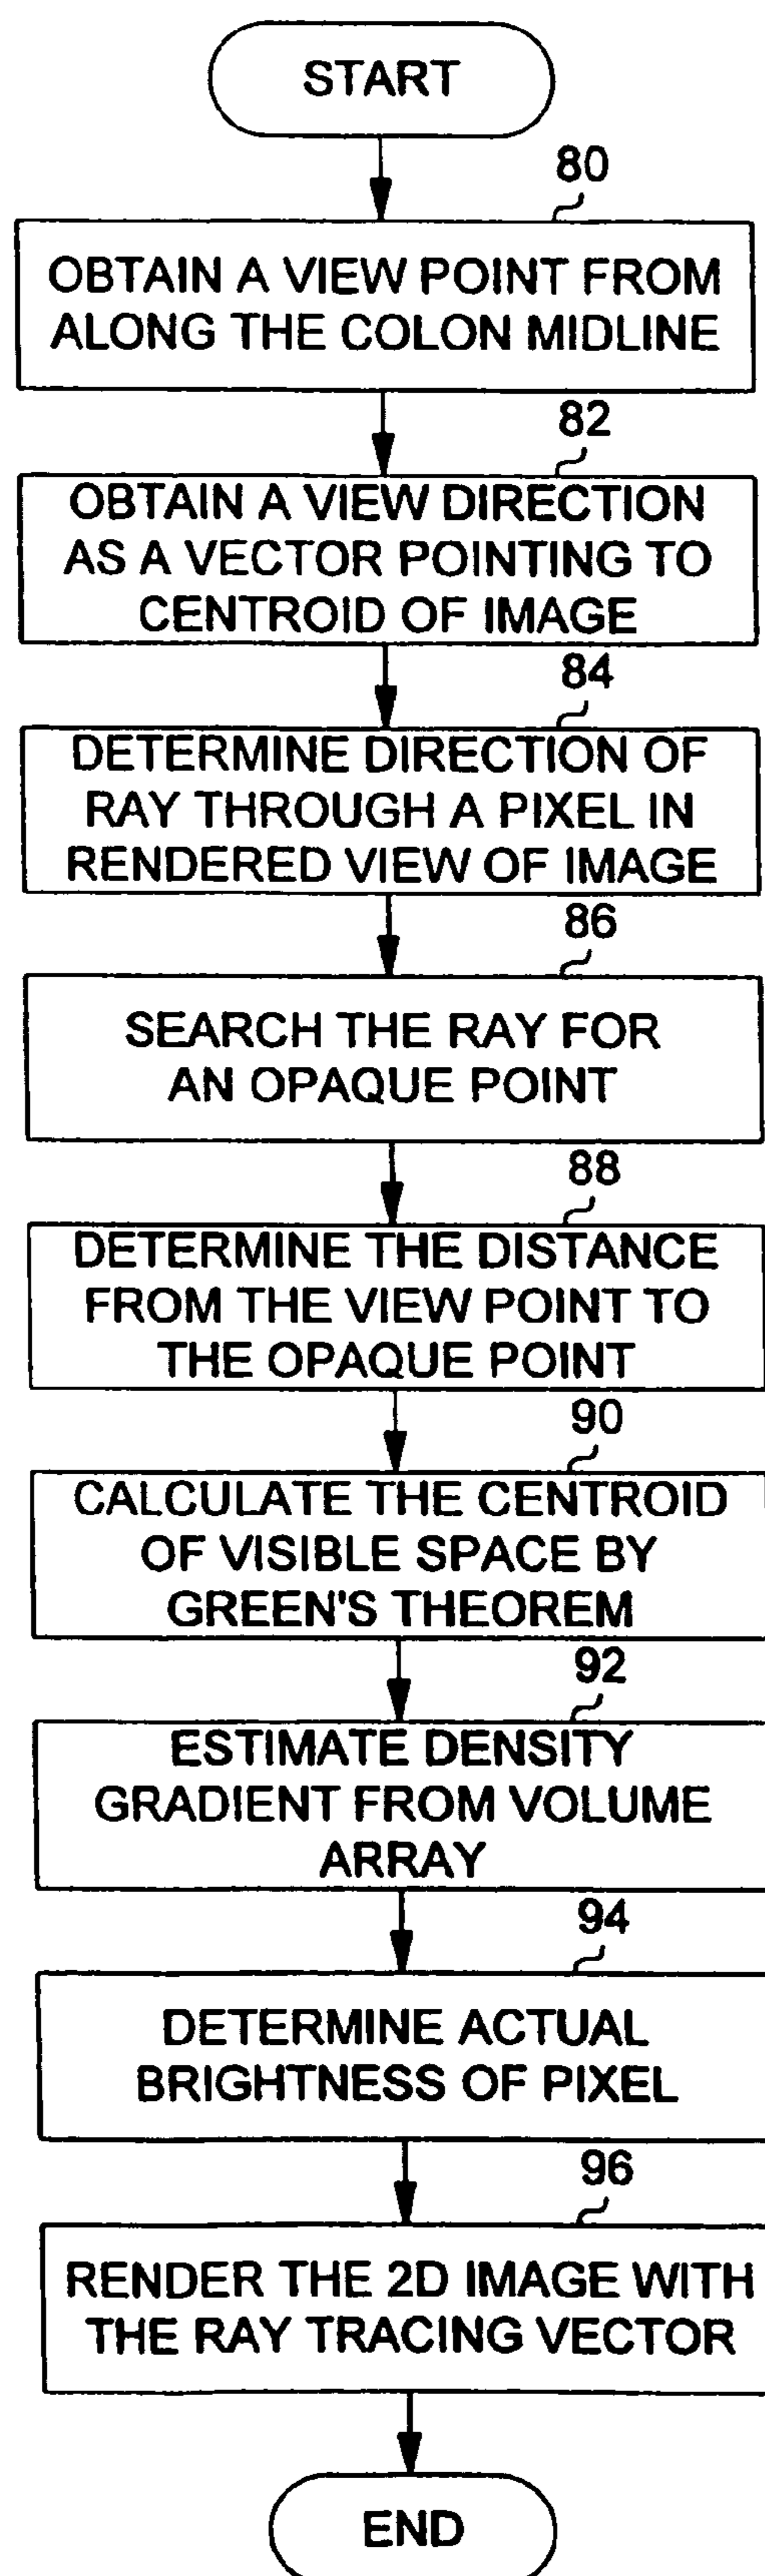 START
80
OBTAIN A VIEW POINT FROM
ALONG THE COLON MIDLINE
82
OBTAIN A VIEW DIRECTION
AS A VECTOR POINTING TO
CENTROID OF IMAGE
84
DETERMINE DIRECTION OF
RAY THROUGH A PIXEL IN
RENDERED VIEW OF IMAGE
86
SEARCH THE RAY FOR
AN OPAQUE POINT
88
DETERMINE THE DISTANCE
FROM THE VIEW POINT TO
THE OPAQUE POINT
90
CALCULATE THE CENTROID
OF VISIBLE SPACE BY
GREEN'S THEOREM
92
ESTIMATE DENSITY
GRADIENT FROM VOLUME
ARRAY
94
DETERMINE ACTUAL
BRIGHTNESS OF PIXEL
96
RENDER THE 2D IMAGE WITH
THE RAY TRACING VECTOR
END